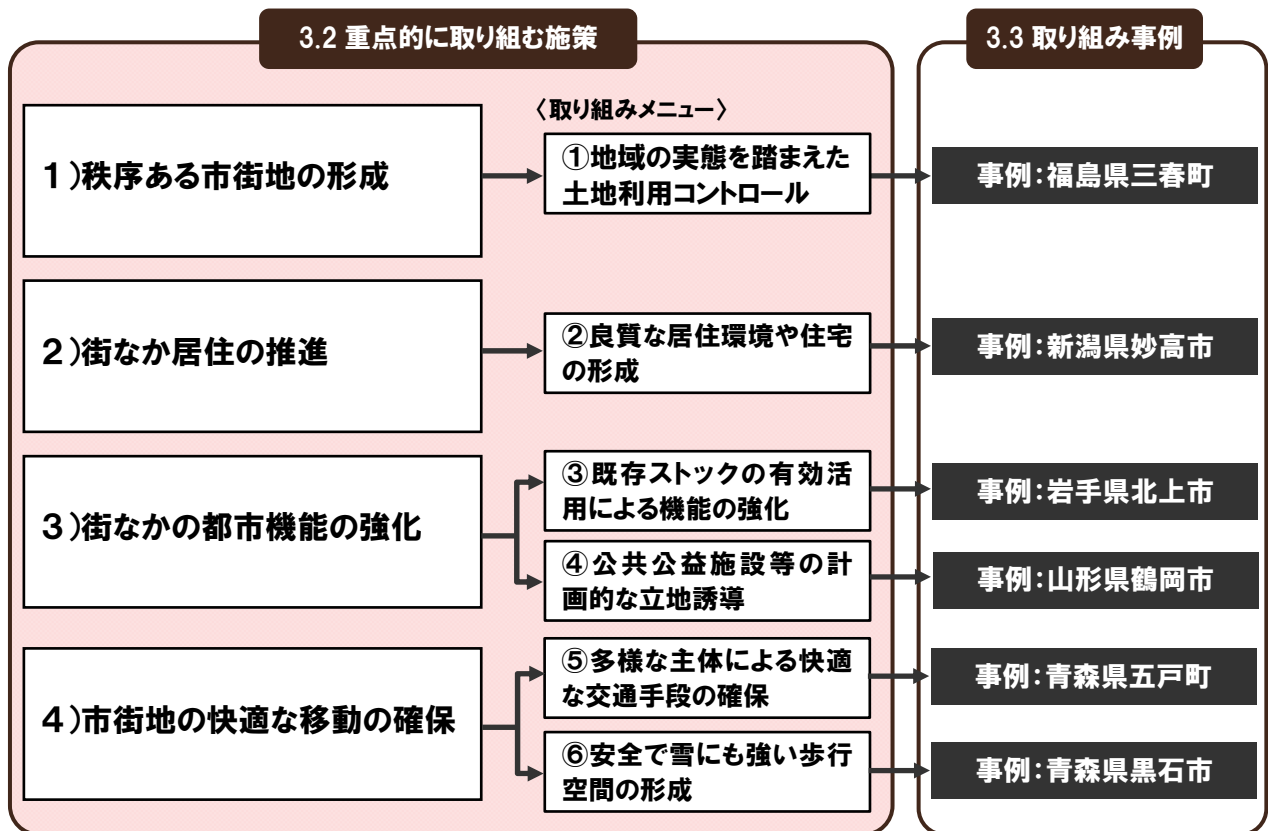 3.2 重点的に取り組む施策
3.3 取り組み事例
〈取り組みメニュー〉
1)秩序ある市街地の形成
①地域の実態を踏まえた
土地利用コントロール
事例:福島県三春町
2)街なか居住の推進
②良質な居住環境や住宅
の形成
事例:新潟県妙高市
3)街なかの都市機能の強化
③既存ストックの有効活
用による機能の強化
事例:岩手県北上市
④公共公益施設等の計
画的な立地誘導
事例:山形県鶴岡市
4)市街地の快適な移動の確保
⑤多様な主体による快適
な交通手段の確保
事例:青森県五戸町
⑥安全で雪にも強い歩行
空間の形成
事例:青森県黒石市